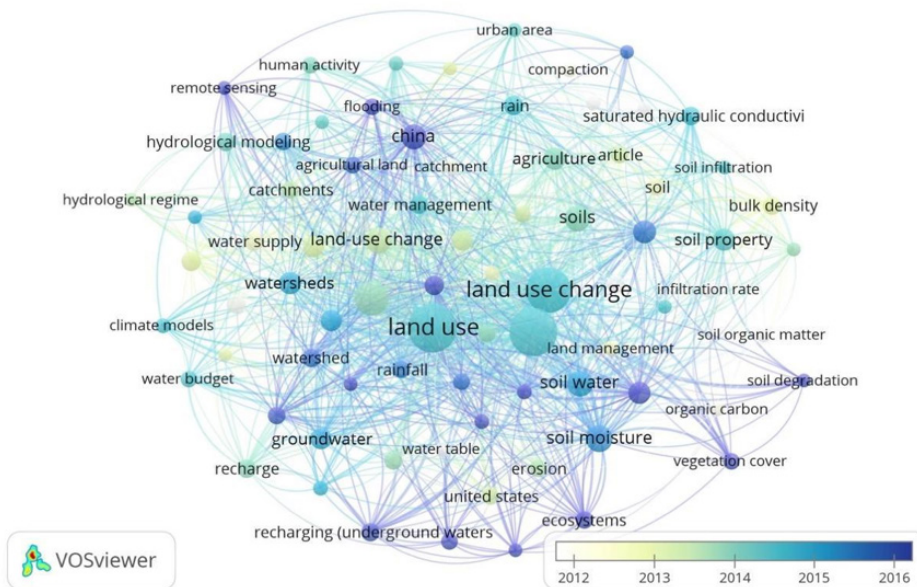 urban area
human activity
compaction
remote sensing
flooding
rain
saturated hydraulic conductivi
hydrological modeling
china
agricultural land
catchment
agriculture
article
soil infiltration
catchments
soil
hydrological regime
water management
bulk density
soils
water supply
land-use change
soil property
watersheds
land use change
infiltration rate
climate models
land use
soil organic matter
watershed
land management
rainfall
water budget
soil water
soil degradation
organic carbon
groundwater
soil moisture
water table
recharge
erosion
vegetation cover
united states
recharging (underground waters
ecosystems
VOSviewer
2012 2013 2014 2015 2016